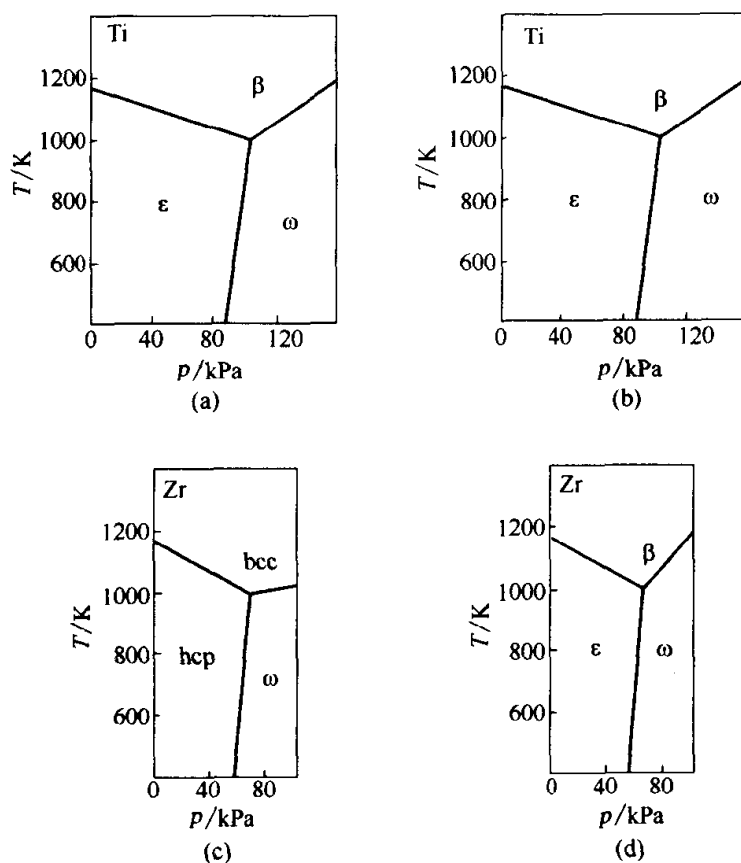 Ti
1200
1000
800
600
T/K
β
ε
ω
0 40 80 120
p/kPa
(a)
Ti
1200
1000
800
600
T/K
β
ε
ω
0 40 80 120
p/kPa
(b)
Zr
1200
1000
800
600
T/K
bcc
hcp
ω
0 40 80
p/kPa
(c)
Zr
1200
1000
800
600
T/K
β
ε
ω
0 40 80
p/kPa
(d)